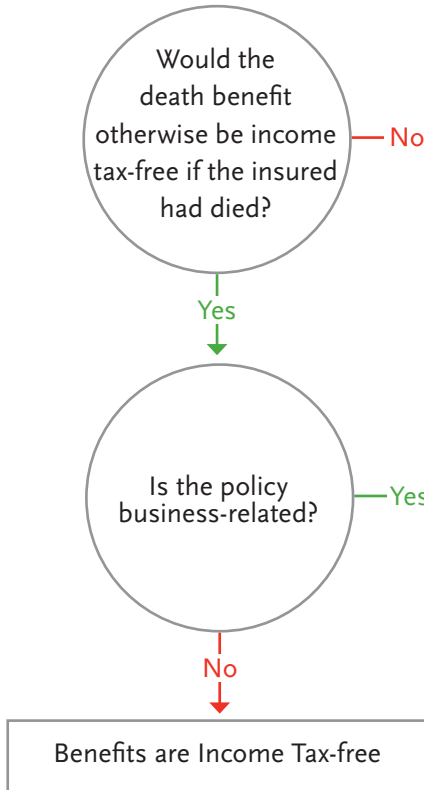 Would the
death benefit
otherwise be income
tax-free if the insured
had died?
No
Yes
Is the policy
business-related?
Yes
No
Benefits are Income Tax-free